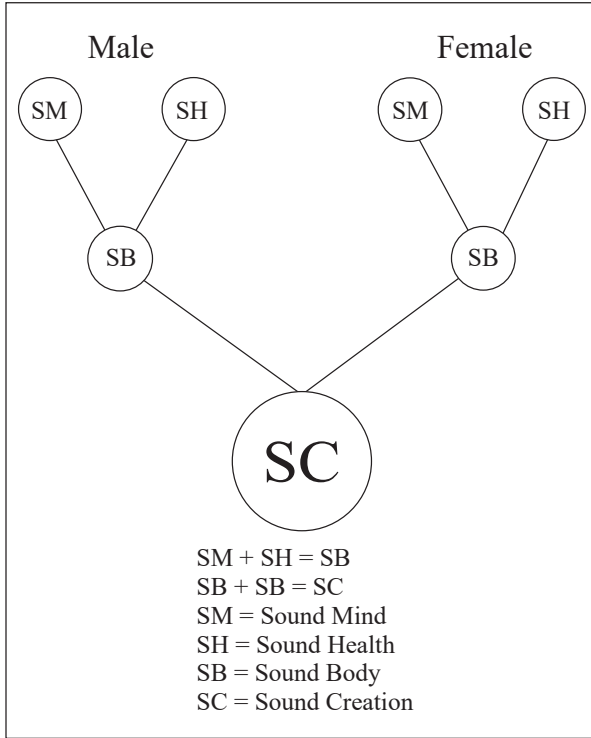 Male Female
SM SH SM SH
SB SB
SC
SM + SH = SB
SB + SB = SC
SM = Sound Mind
SH = Sound Health
SB = Sound Body
SC = Sound Creation